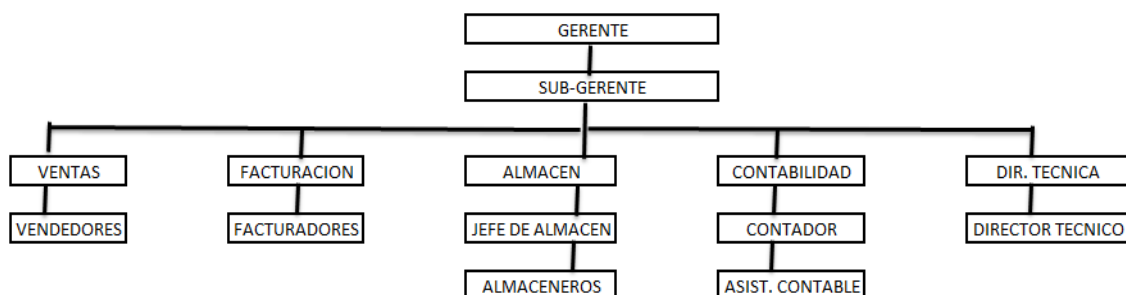 GERENTE
SUB-GERENTE
VENTAS
FACTURACION
ALMACEN
CONTABILIDAD
DIR. TECNICA
VENDEDORES
FACTURADORES
JEFE DE ALMACEN
CONTADOR
DIRECTOR TECNICO
ALMACENEROS
ASIST. CONTABLE